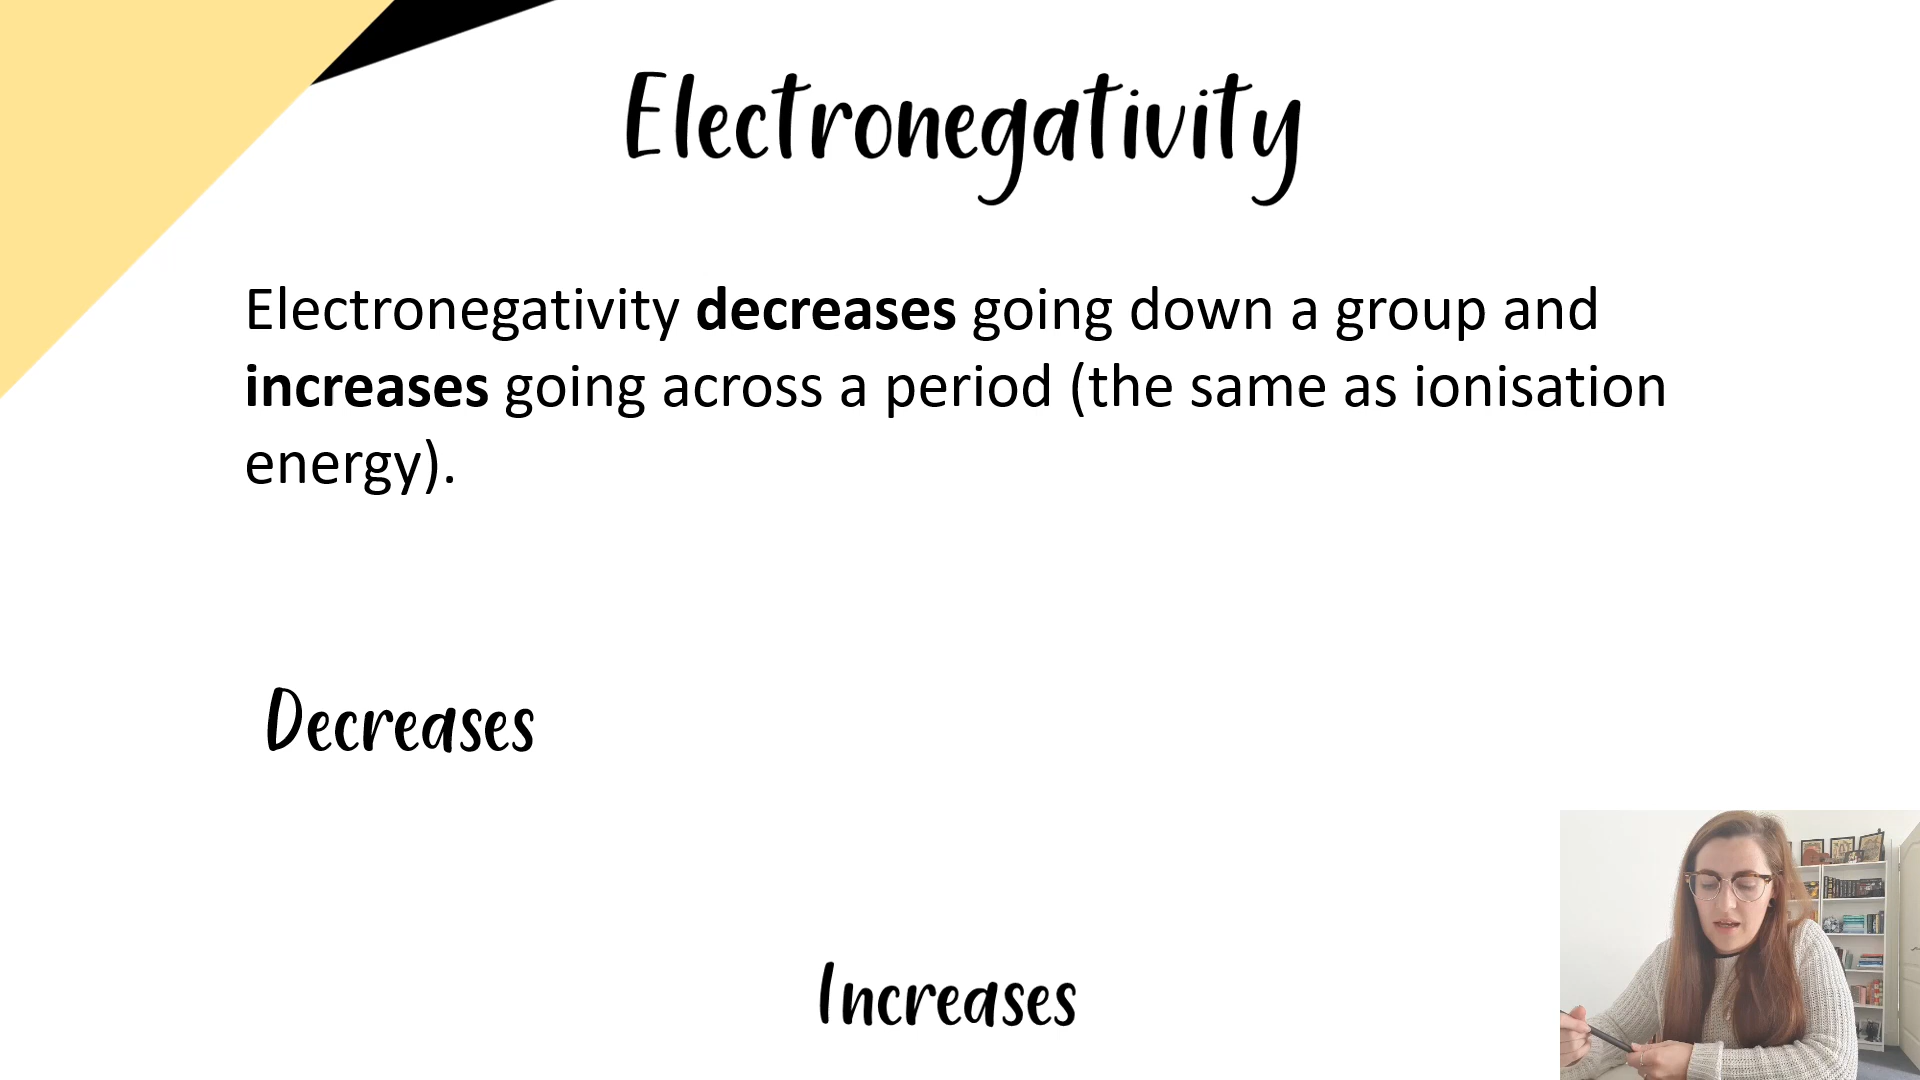 Electronegativity
Electronegativity decreases going down a group and
increases going across a period (the same as ionisation
energy).
Decreases
Increases